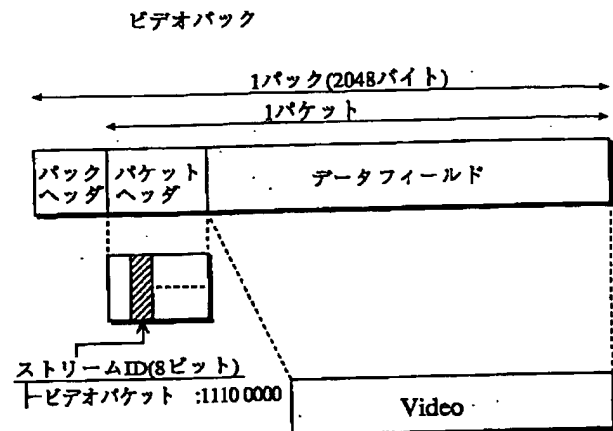 ビデオパック
1パック(2048バイト)
1パケット
パック
ヘッダ
パケット
ヘッダ
データフィールド
ストリームID(8ビット)
ビデオパケット :1110 0000
Video